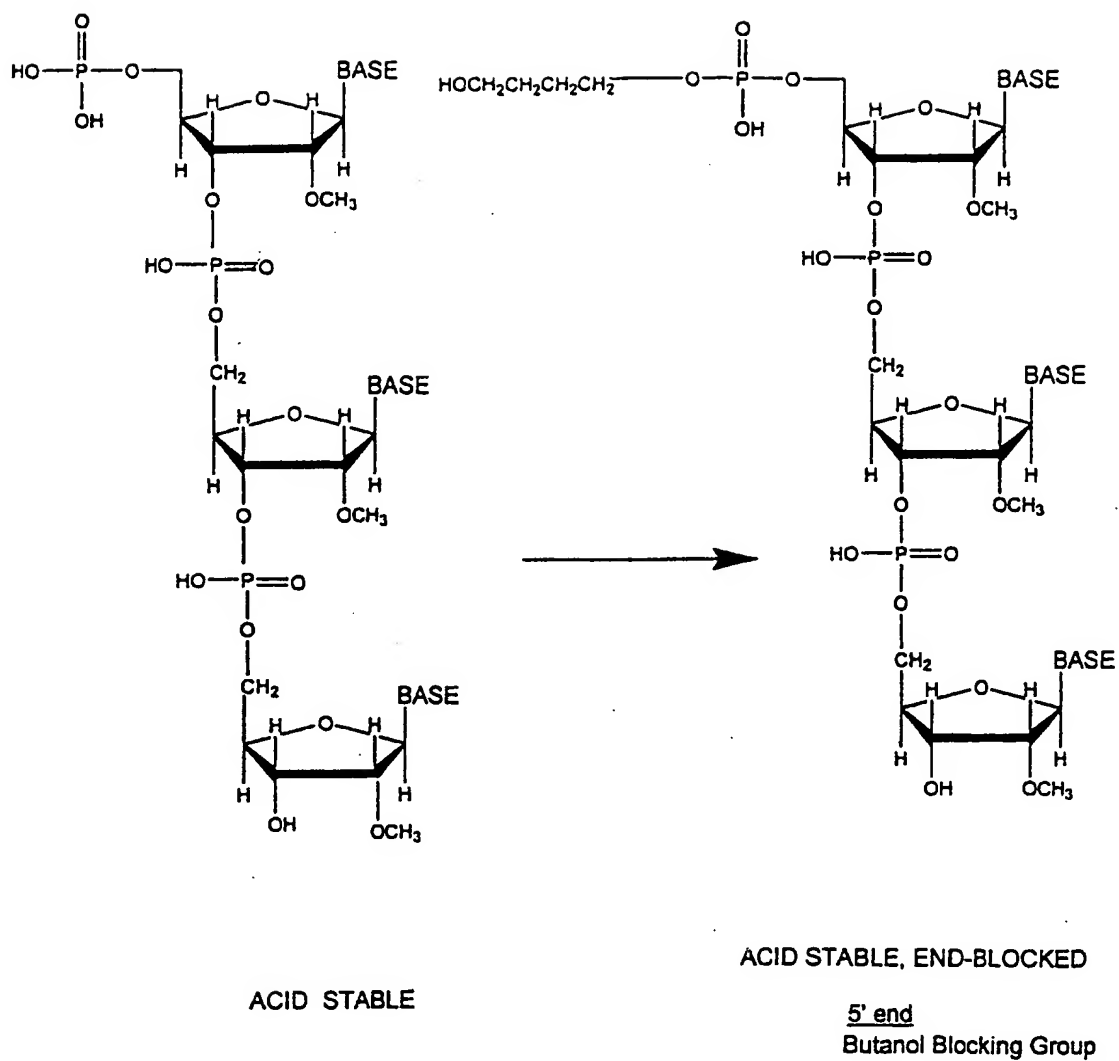 O
HO—P—O
OH
H O H
BASE
H H
O OCH₃
HO—P=O
O
CH₂
BASE
H O H
H H
O OCH₃
HO—P=O
O
CH₂
BASE
H O H
H H
OH OCH₃
ACID STABLE
O
HOCH₂CH₂CH₂CH₂—O—P—O
OH
H O H
BASE
H H
O OCH₃
HO—P=O
O
CH₂
BASE
H O H
H H
O OCH₃
HO—P=O
O
CH₂
BASE
H O H
H H
OH OCH₃
ACID STABLE, END-BLOCKED
5' end
Butanol Blocking Group